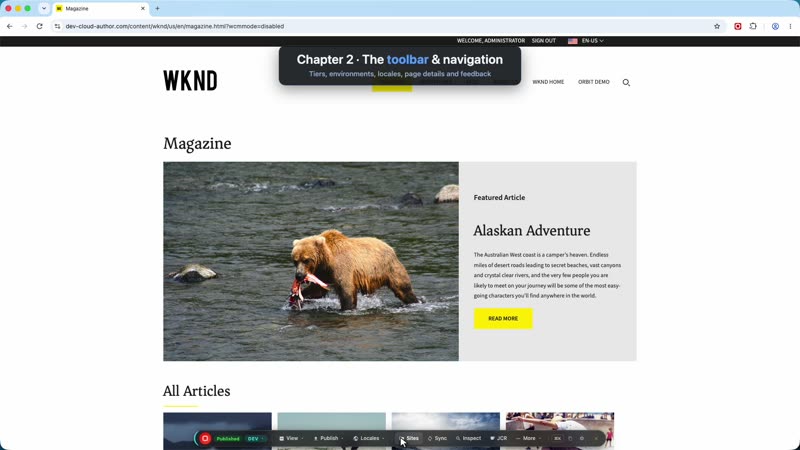 Magazine
dev-cloud-author.com/content/wknd/us/en/magazine.html?wcmmode=disabled
WELCOME, ADMINISTRATOR SIGN OUT EN-US
Chapter 2 · The toolbar & navigation
Tiers, environments, locales, page details and feedback
WKND
WKND HOME ORBIT DEMO
Magazine
Featured Article
Alaskan Adventure
The Australian West coast is a camper's heaven. Endless
miles of desert roads leading to secret beaches, vast canyons
and crystal clear rivers, and the very few people you are
likely to meet on your journey will be some of the most easy-
going characters you'll find anywhere in the world.
READ MORE
All Articles
Published DEV View Publish Locales Sites Sync Inspect JCR More